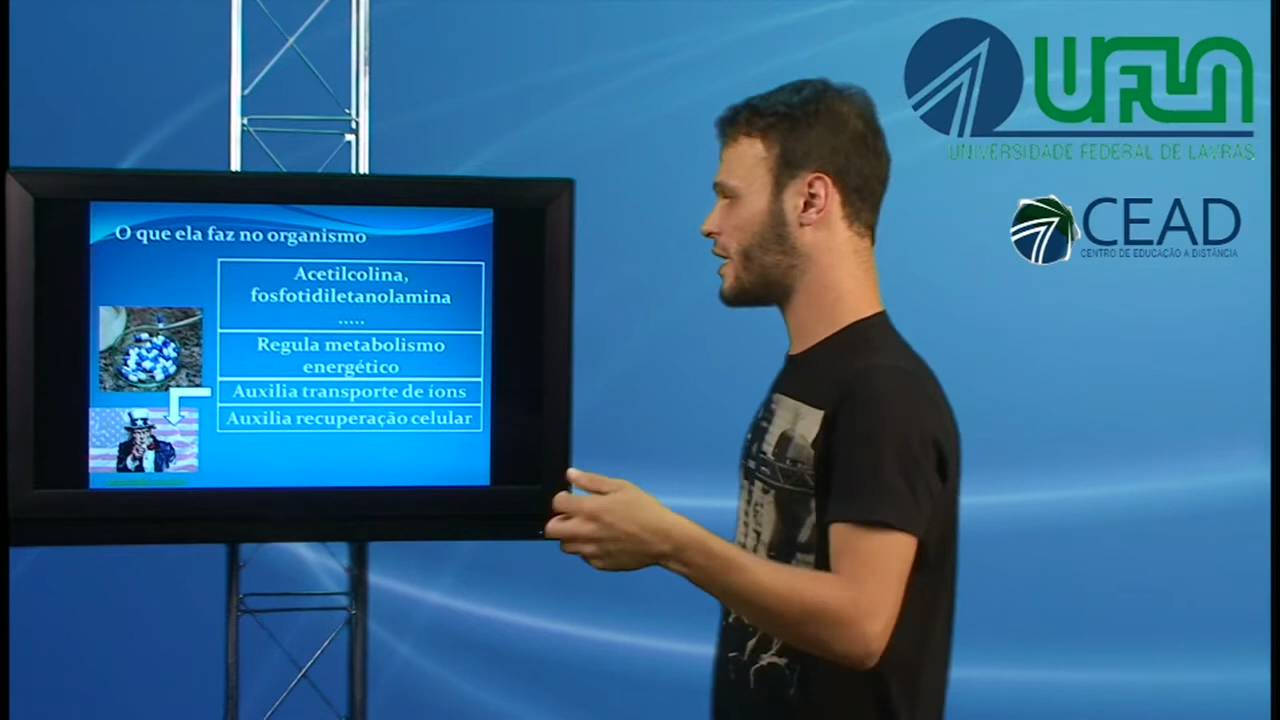 UFLA
UNIVERSIDADE FEDERAL DE LAVRAS
CEAD
CENTRO DE EDUCAÇÃO A DISTÂNCIA
O que ela faz no organismo
Acetilcolina,
fosfotidiletanolamina
.....
Regula metabolismo
energético
Auxilia transporte de íons
Auxilia recuperação celular